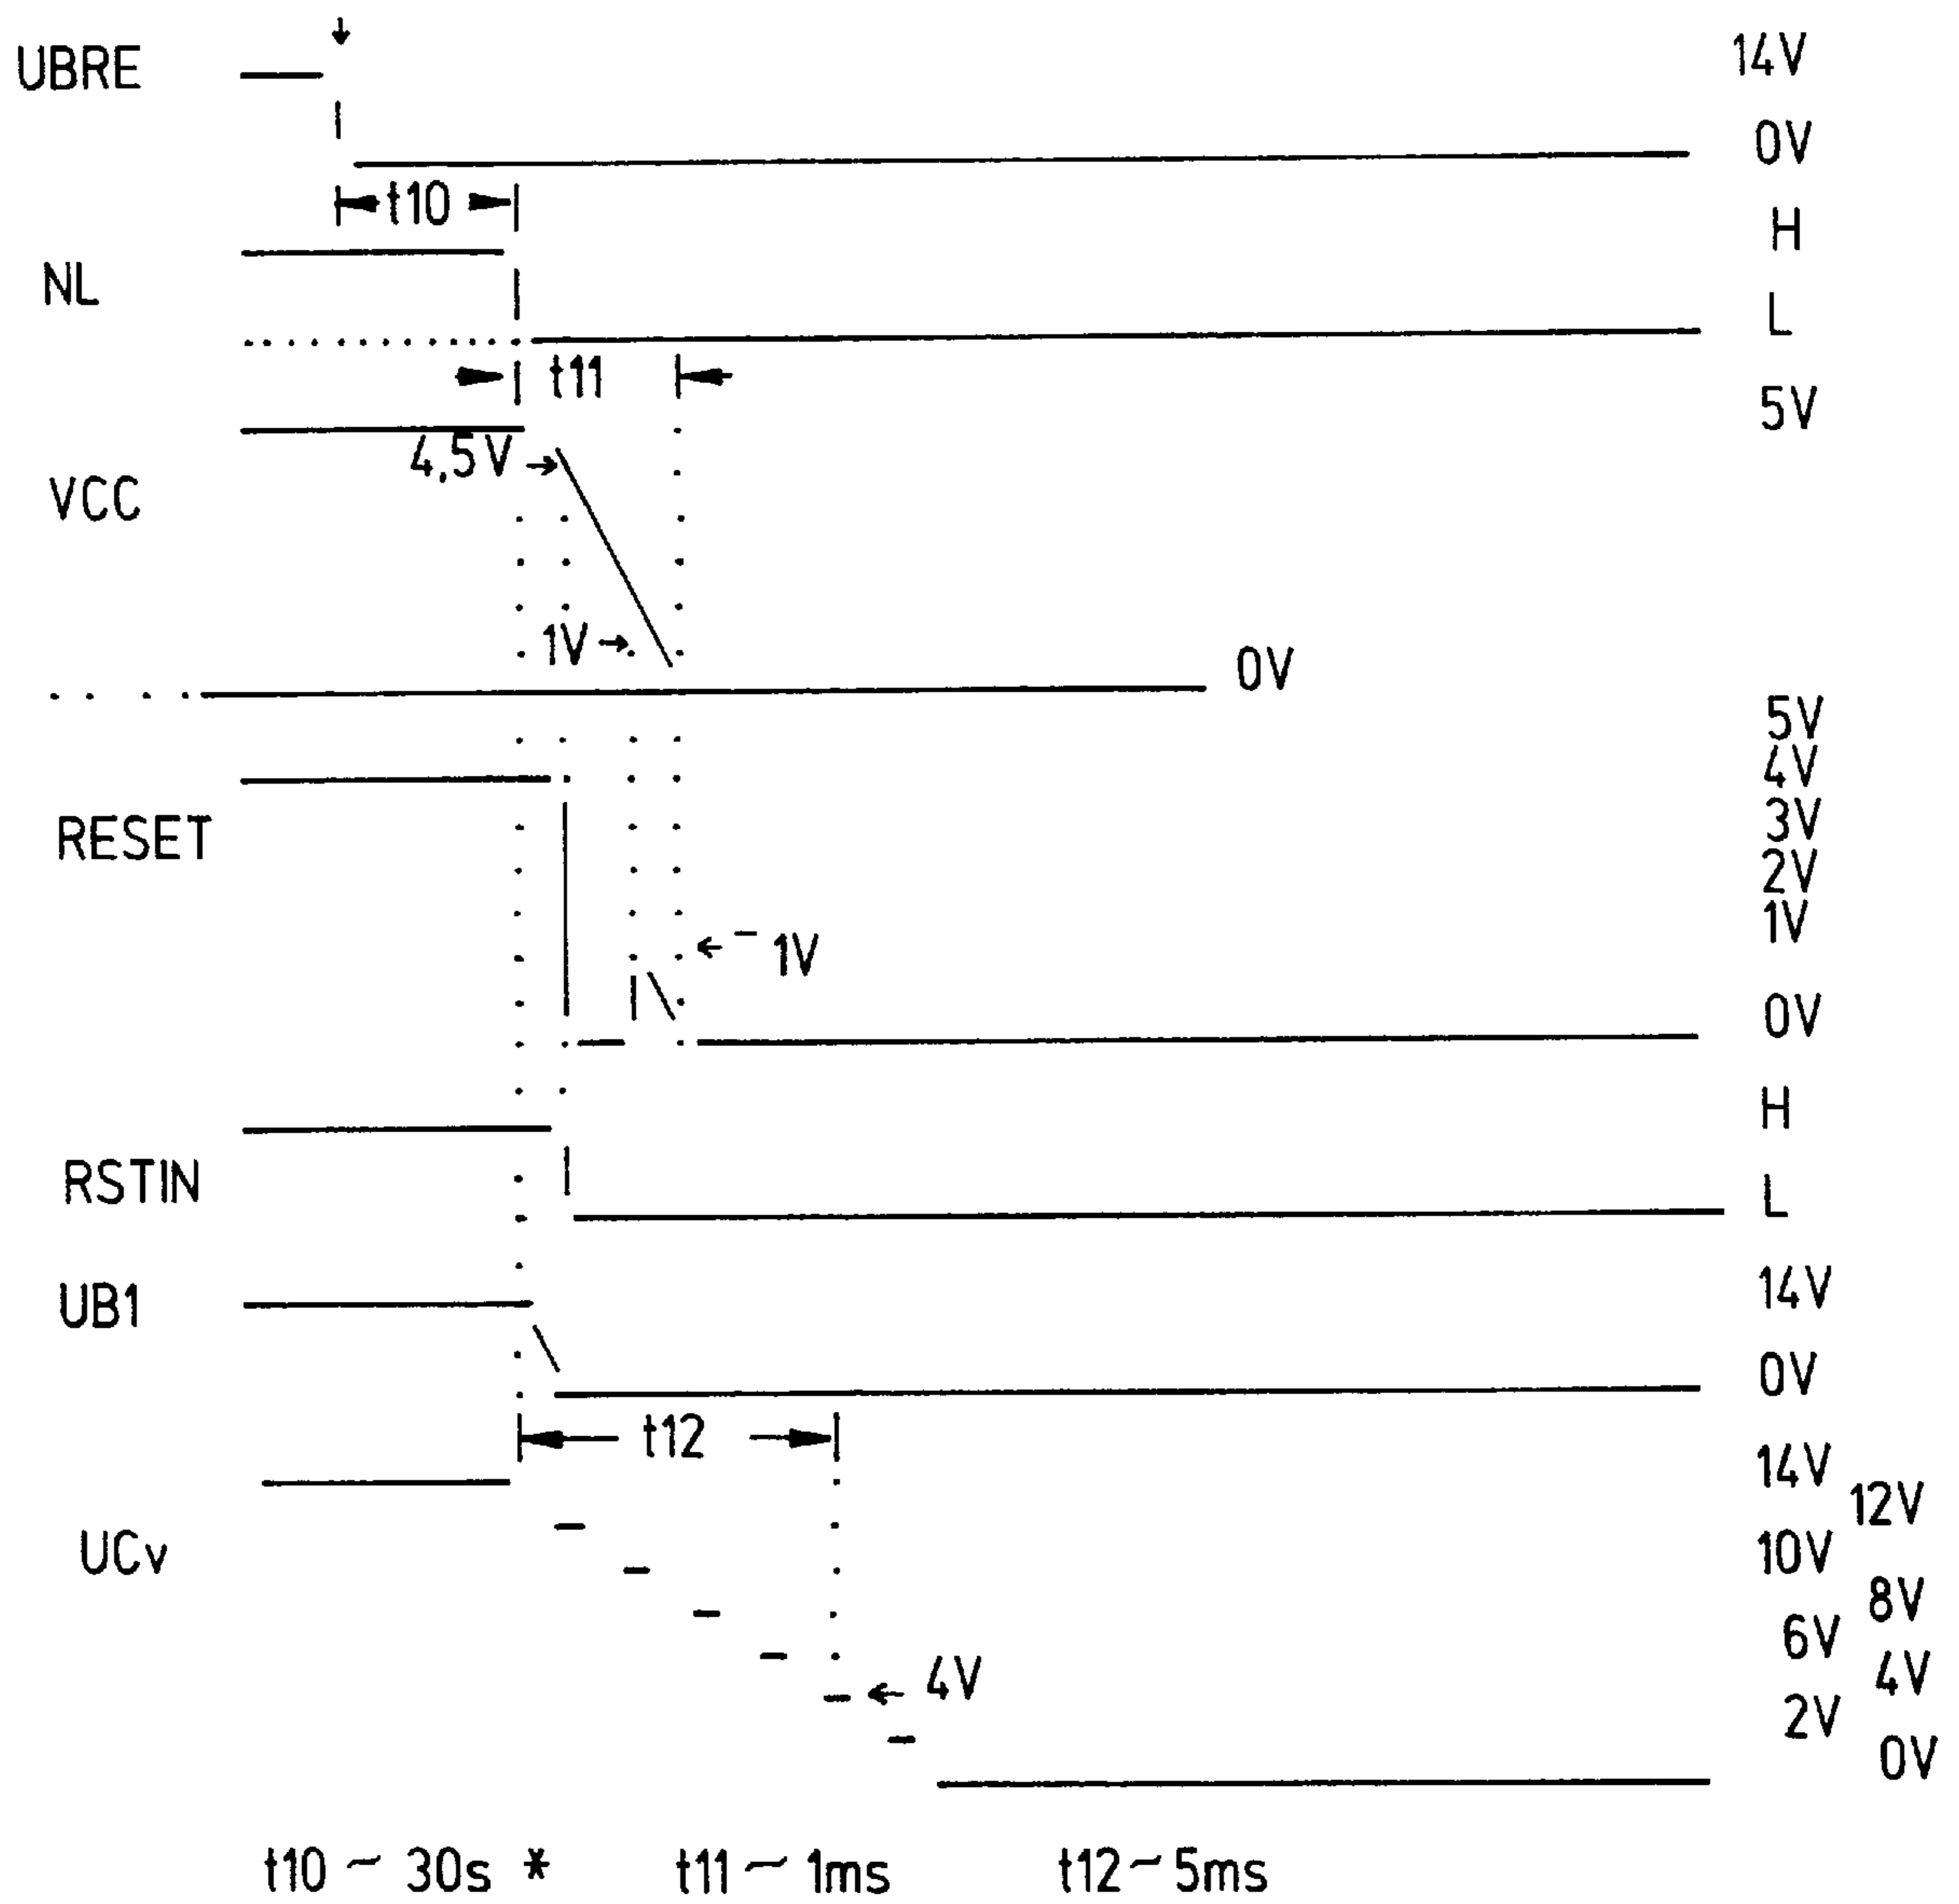 UBRE 14V
0V
t10
H
NL
L
t11
5V
4,5V
VCC
1V
0V
5V
4V
RESET 3V
2V
1V
1V
0V
H
RSTIN L
UB1 14V
0V
t12
14V
12V
UCv 10V
8V
6V
4V 4V
2V
0V
t10 ~ 30s * t11 ~ 1ms t12 ~ 5ms